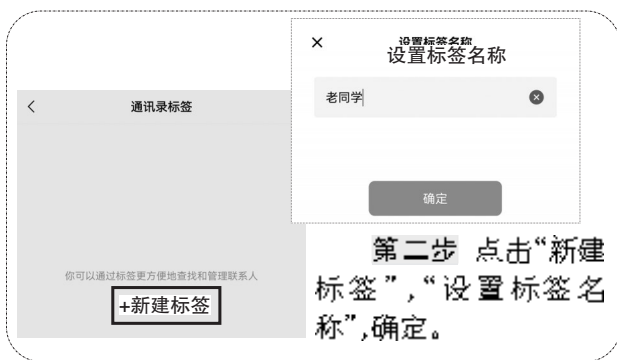 设置标签名称
设置标签名称
老同学
确定
通讯录标签
你可以通过标签更方便地查找和管理联系人
+新建标签
第二步 点击“新建
标签”,“设置标签名
称”,确定。